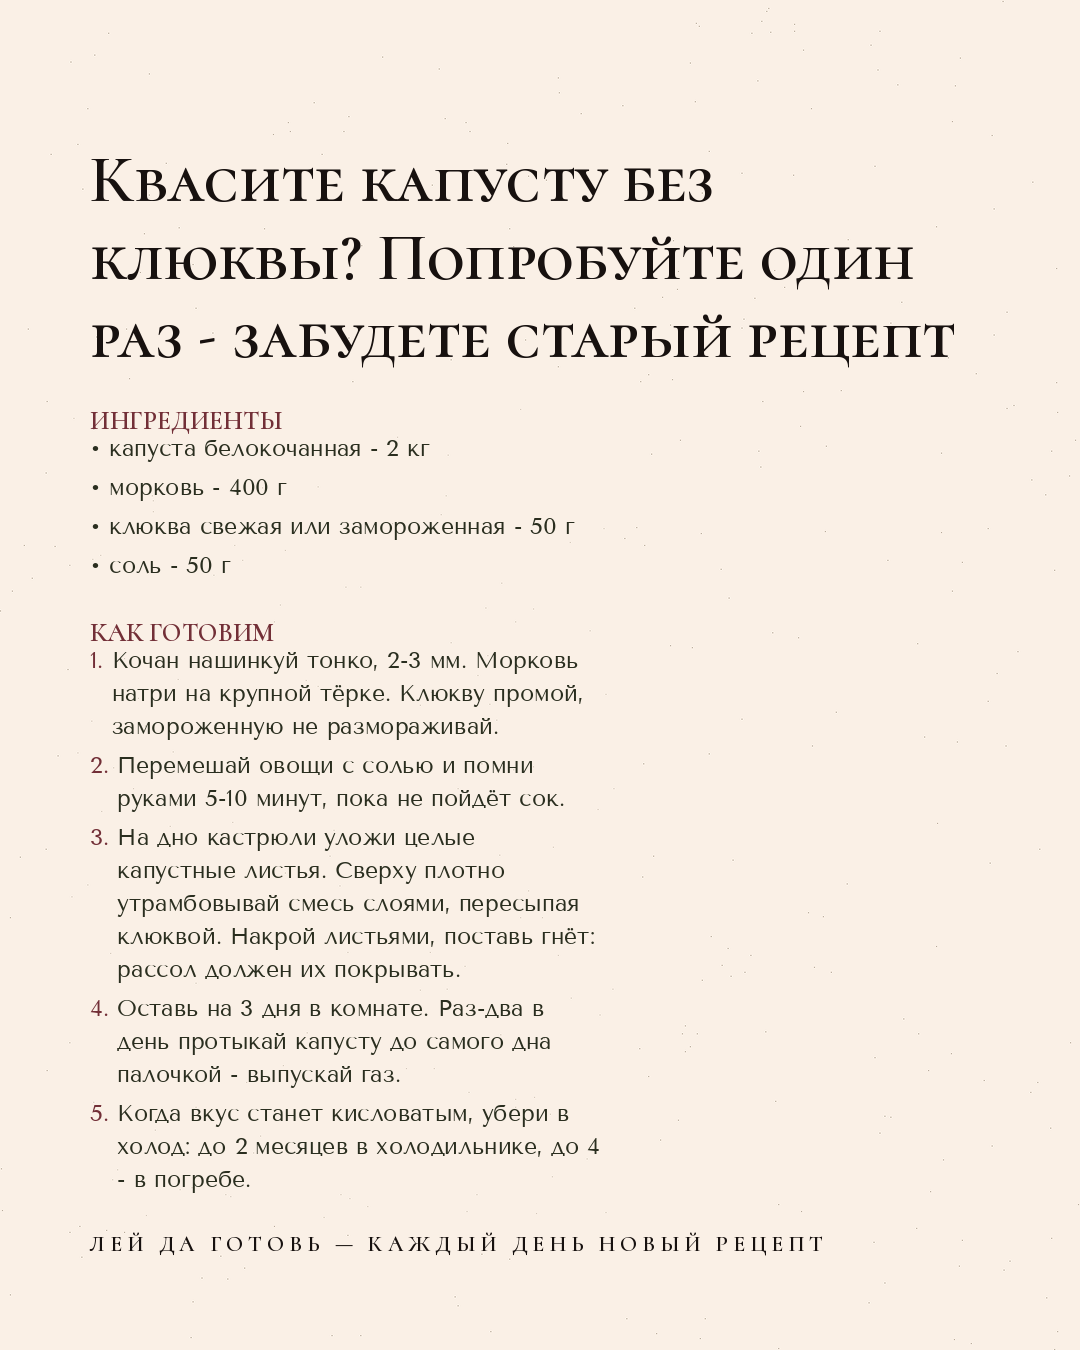 Квасите капусту без
клюквы? Попробуйте один
раз - забудете старый рецепт
ИНГРЕДИЕНТЫ
• капуста белокочанная - 2 кг
• морковь - 400 г
• клюква свежая или замороженная - 50 г
• соль - 50 г
КАК ГОТОВИМ
1. Кочан нашинкуй тонко, 2-3 мм. Морковь
натри на крупной тёрке. Клюкву промой,
замороженную не размораживай.
2. Перемешай овощи с солью и помни
руками 5-10 минут, пока не пойдёт сок.
3. На дно кастрюли уложи целые
капустные листья. Сверху плотно
утрамбовывай смесь слоями, пересыпая
клюквой. Накрой листьями, поставь гнёт:
рассол должен их покрывать.
4. Оставь на 3 дня в комнате. Раз-два в
день протыкай капусту до самого дна
палочкой - выпускай газ.
5. Когда вкус станет кисловатым, убери в
холод: до 2 месяцев в холодильнике, до 4
- в погребе.
ЛЕЙ ДА ГОТОВЬ — КАЖДЫЙ ДЕНЬ НОВЫЙ РЕЦЕПТ